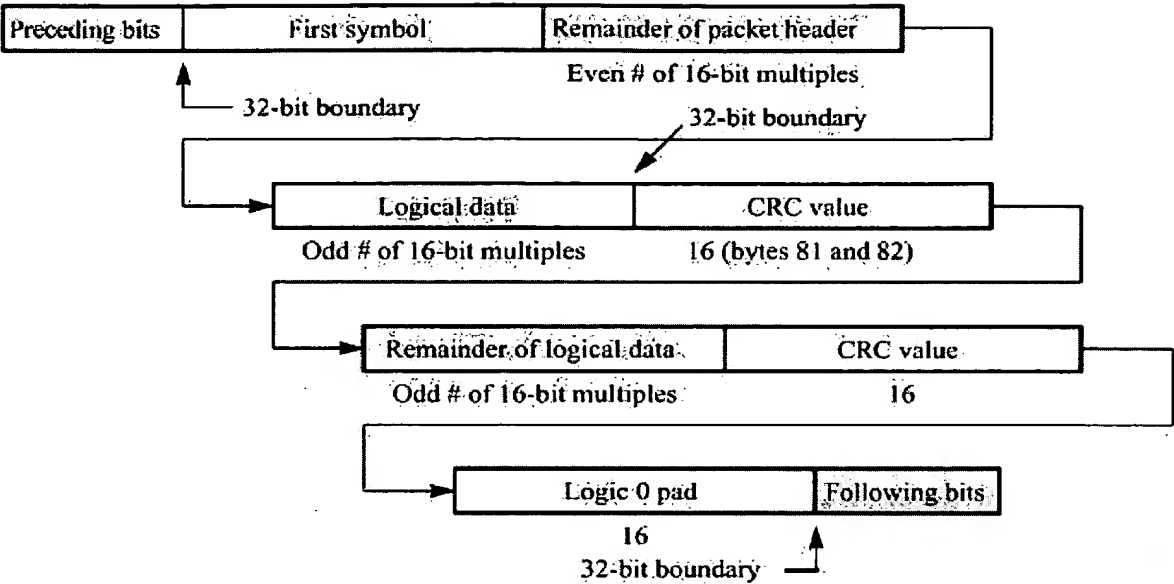 Preceding bits First symbol Remainder of packet header
Even # of 16-bit multiples
32-bit boundary
32-bit boundary
Logical data CRC value
Odd # of 16-bit multiples 16 (bytes 81 and 82)
Remainder of logical data CRC value
Odd # of 16-bit multiples 16
Logic 0 pad Following bits
16
32-bit boundary